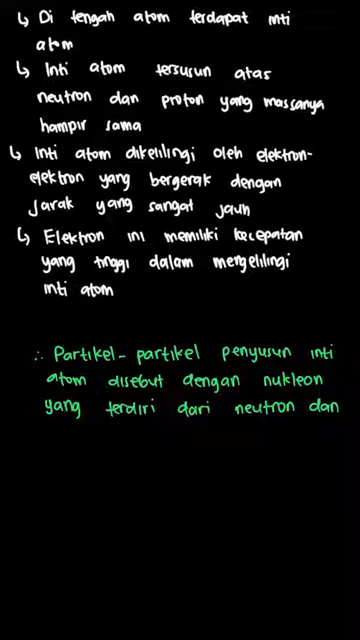 ↳ Di tengah atom terdapat inti
atom
↳ Inti atom tersusun atas
neutron dan proton yang massanya
hampir sama
↳ Inti atom dikelilingi oleh elektron-
elektron yang bergerak dengan
jarak yang sangat jauh
↳ Elektron ini memiliki kecepatan
yang tinggi dalam mengelilingi
inti atom
∴ Partikel-partikel penyusun inti
atom disebut dengan nukleon
yang terdiri dari neutron dan